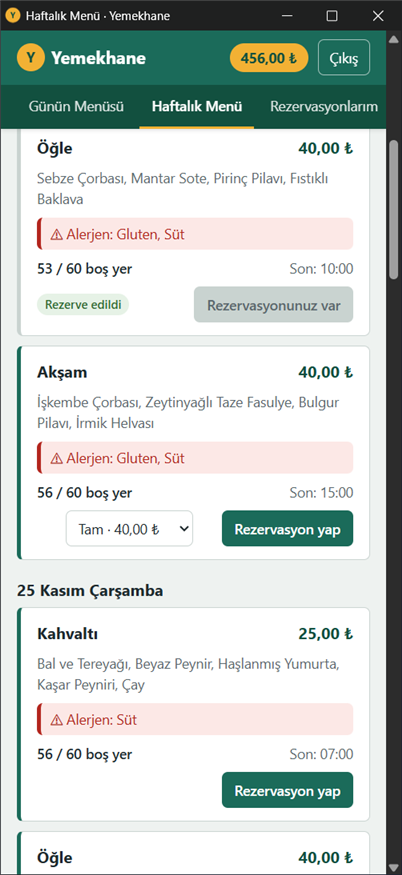 Y Haftalık Menü · Yemekhane
Y Yemekhane 456,00 ₺ Çıkış
Günün Menüsü Haftalık Menü Rezervasyonlarım
Öğle 40,00 ₺
Sebze Çorbası, Mantar Sote, Pirinç Pilavı, Fıstıklı
Baklava
⚠ Alerjen: Gluten, Süt
53 / 60 boş yer Son: 10:00
Rezerve edildi Rezervasyonunuz var
Akşam 40,00 ₺
İşkembe Çorbası, Zeytinyağlı Taze Fasulye, Bulgur
Pilavı, İrmik Helvası
⚠ Alerjen: Gluten, Süt
56 / 60 boş yer Son: 15:00
Tam · 40,00 ₺ Rezervasyon yap
25 Kasım Çarşamba
Kahvaltı 25,00 ₺
Bal ve Tereyağı, Beyaz Peynir, Haşlanmış Yumurta,
Kaşar Peyniri, Çay
⚠ Alerjen: Süt
56 / 60 boş yer Son: 07:00
Rezervasyon yap
Öğle 40,00 ₺